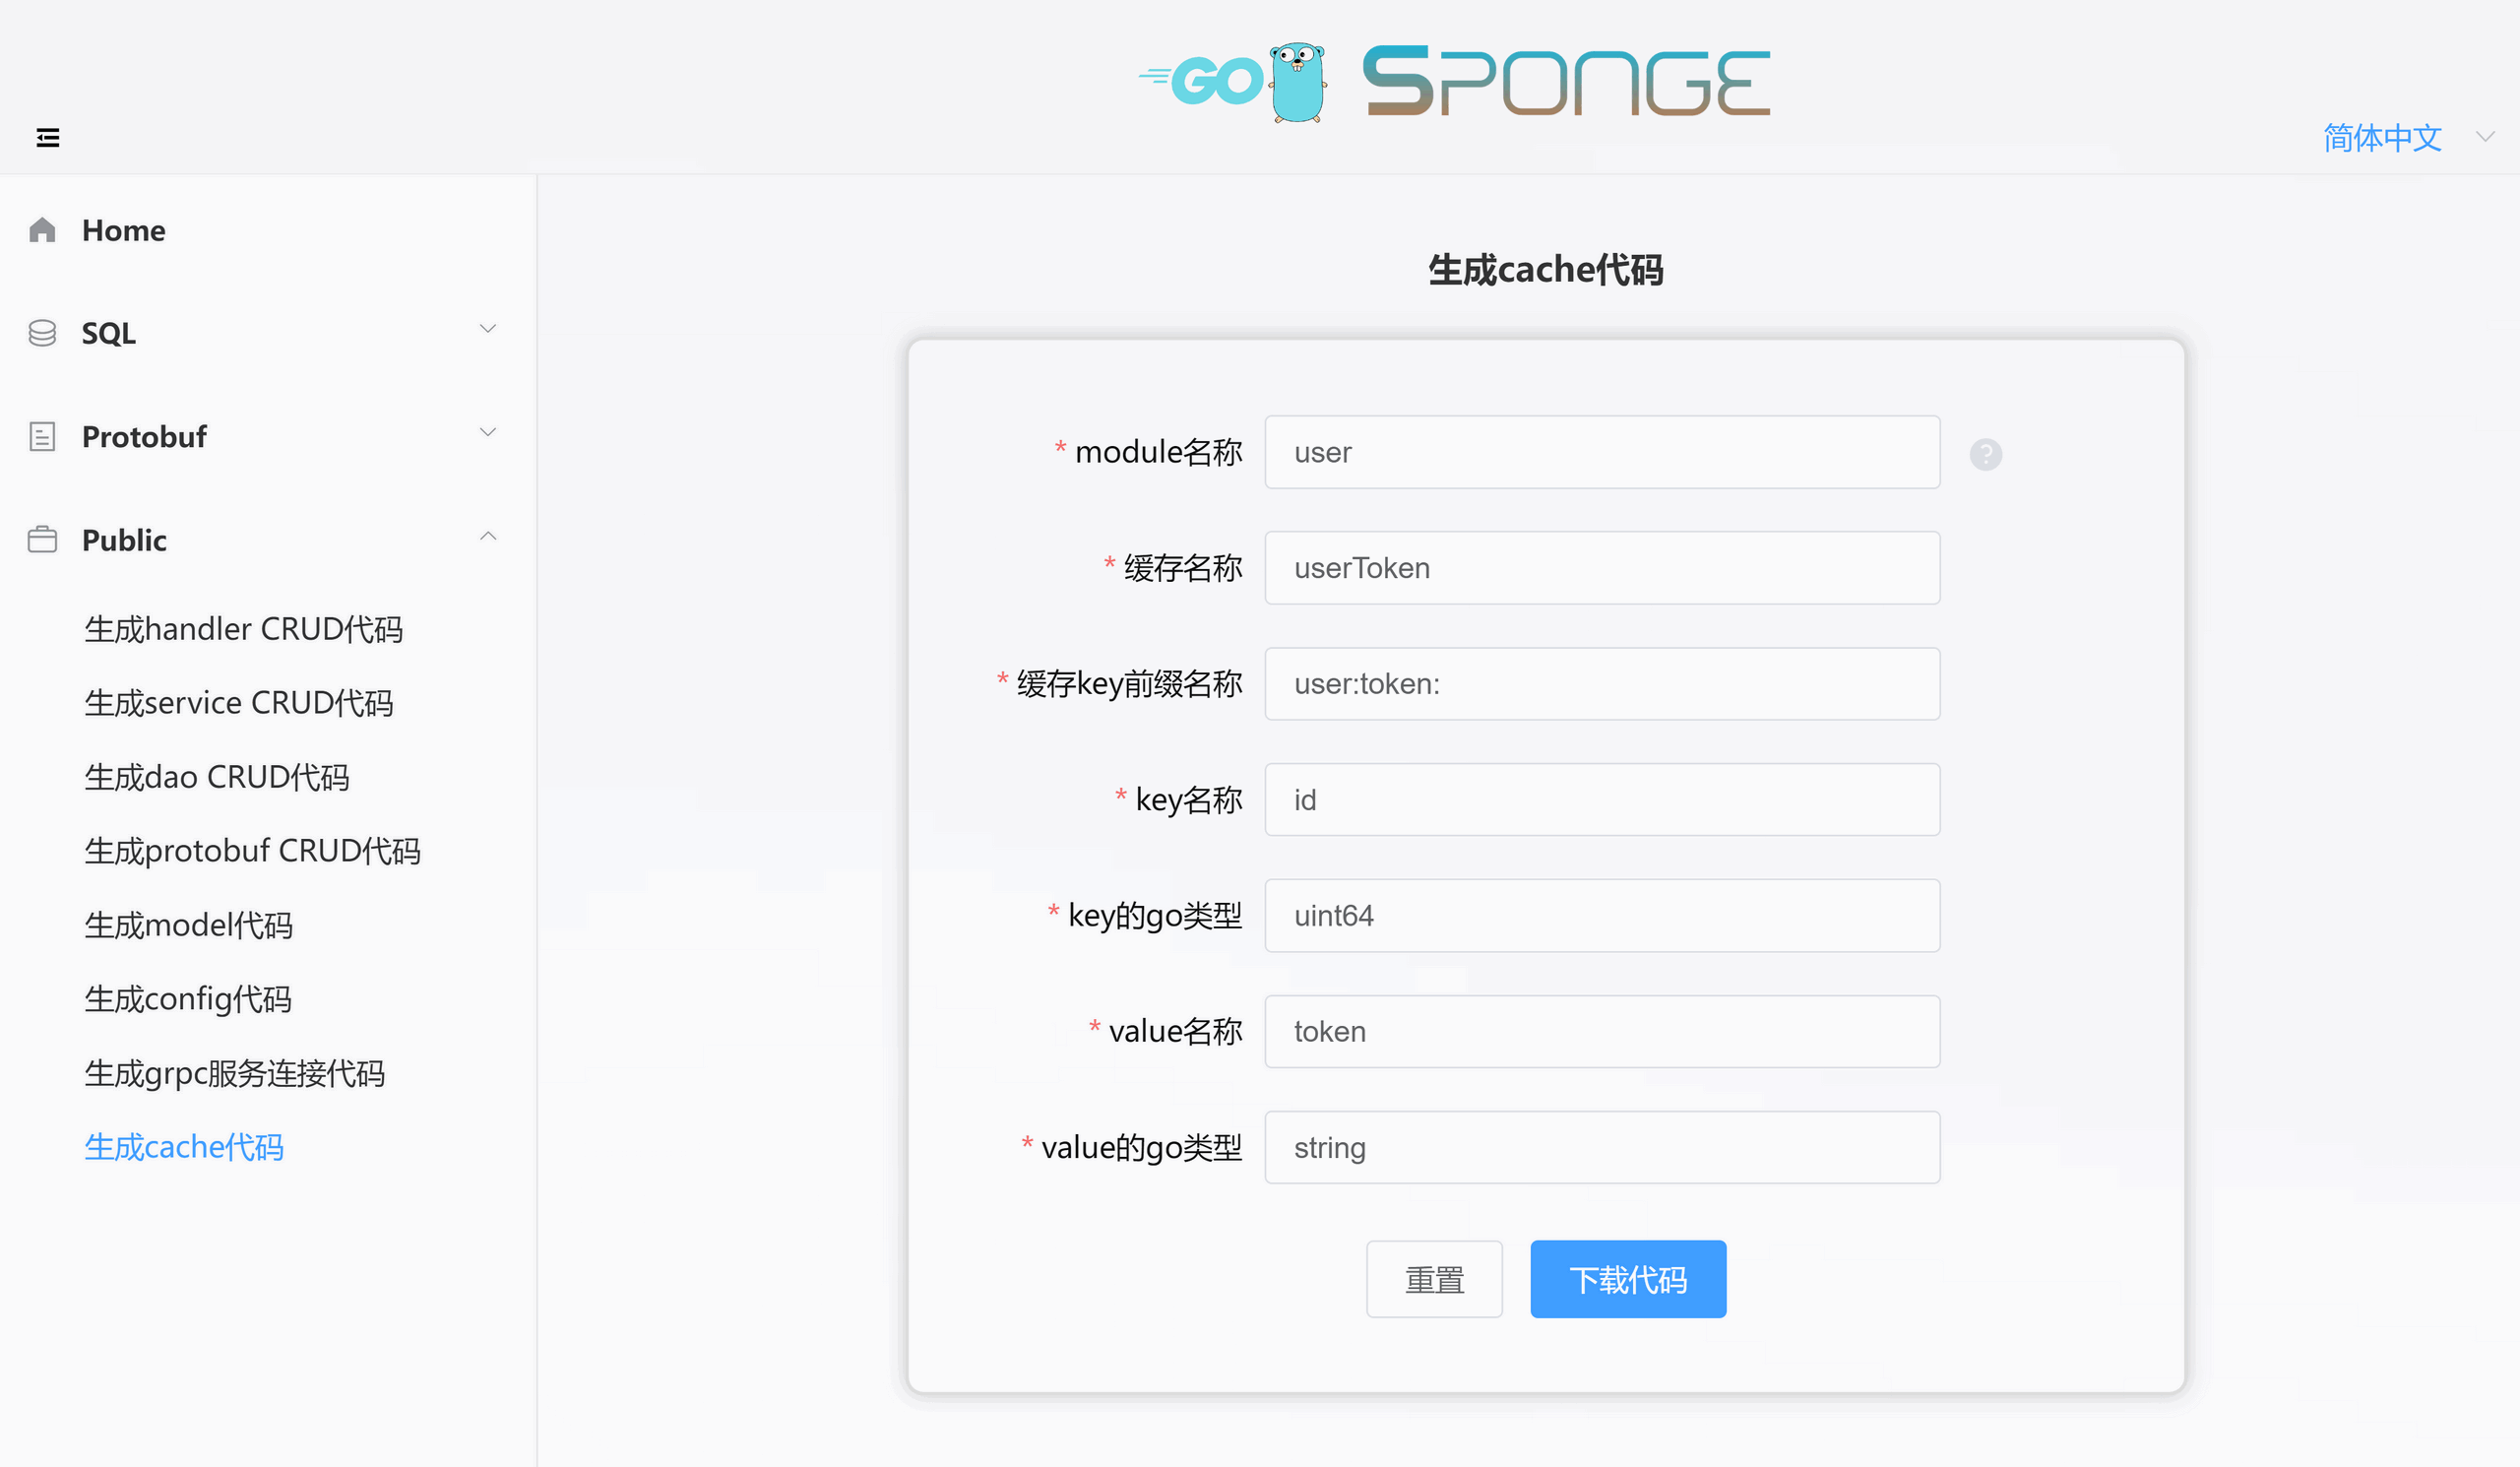 GO SPONGE
简体中文
Home
SQL
Protobuf
Public
生成handler CRUD代码
生成service CRUD代码
生成dao CRUD代码
生成protobuf CRUD代码
生成model代码
生成config代码
生成grpc服务连接代码
生成cache代码
生成cache代码
* module名称 user ?
* 缓存名称 userToken
* 缓存key前缀名称 user:token:
* key名称 id
* key的go类型 uint64
* value名称 token
* value的go类型 string
重置 下载代码